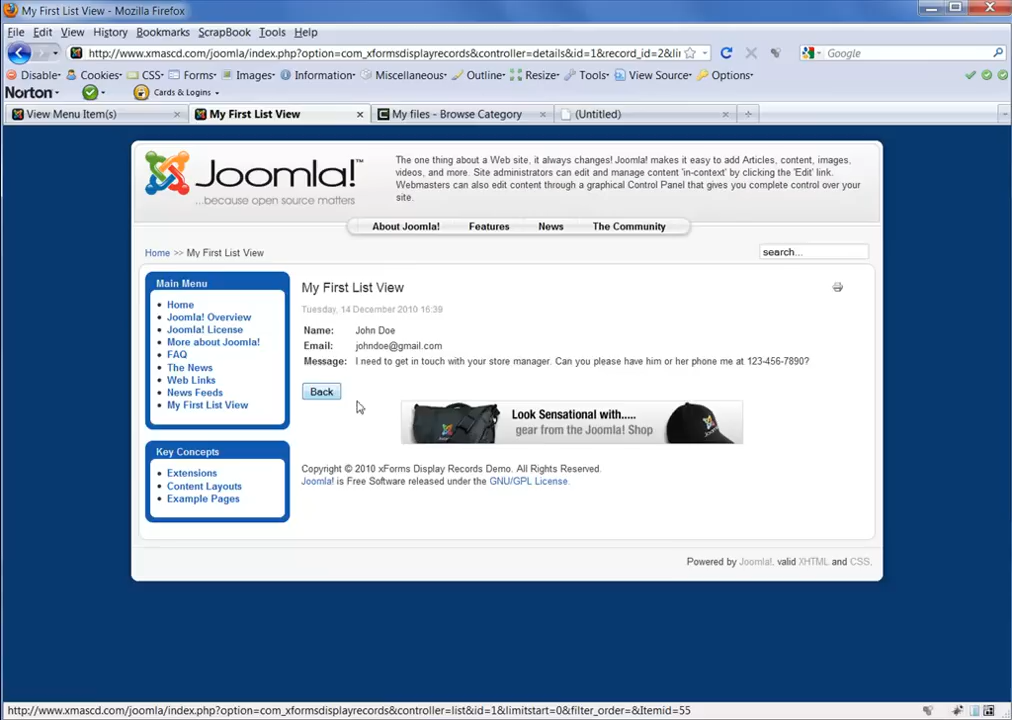 My First List View - Mozilla Firefox
File Edit View History Bookmarks ScrapBook Tools Help
http://www.xmascd.com/joomla/index.php?option=com_xformsdisplayrecords&controller=details&id=1&record_id=2&li
Google
Disable· Cookies· CSS· Forms· Images· Information· Miscellaneous· Outline· Resize· Tools· View Source· Options·
Norton· Cards & Logins
View Menu Item(s) My First List View My files - Browse Category (Untitled)
Joomla!™
...because open source matters
The one thing about a Web site, it always changes! Joomla! makes it easy to add Articles, content, images,
videos, and more. Site administrators can edit and manage content 'in-context' by clicking the 'Edit' link.
Webmasters can also edit content through a graphical Control Panel that gives you complete control over your
site.
About Joomla! Features News The Community
Home >> My First List View
search...
Main Menu
Home
Joomla! Overview
Joomla! License
More about Joomla!
FAQ
The News
Web Links
News Feeds
My First List View
Key Concepts
Extensions
Content Layouts
Example Pages
My First List View
Tuesday, 14 December 2010 16:39
Name: John Doe
Email: johndoe@gmail.com
Message: I need to get in touch with your store manager. Can you please have him or her phone me at 123-456-7890?
Back
Look Sensational with.....
gear from the Joomla! Shop
Copyright © 2010 xForms Display Records Demo. All Rights Reserved.
Joomla! is Free Software released under the GNU/GPL License.
Powered by Joomla!. valid XHTML and CSS.
http://www.xmascd.com/joomla/index.php?option=com_xformsdisplayrecords&controller=list&id=1&limitstart=0&filter_order=&Itemid=55